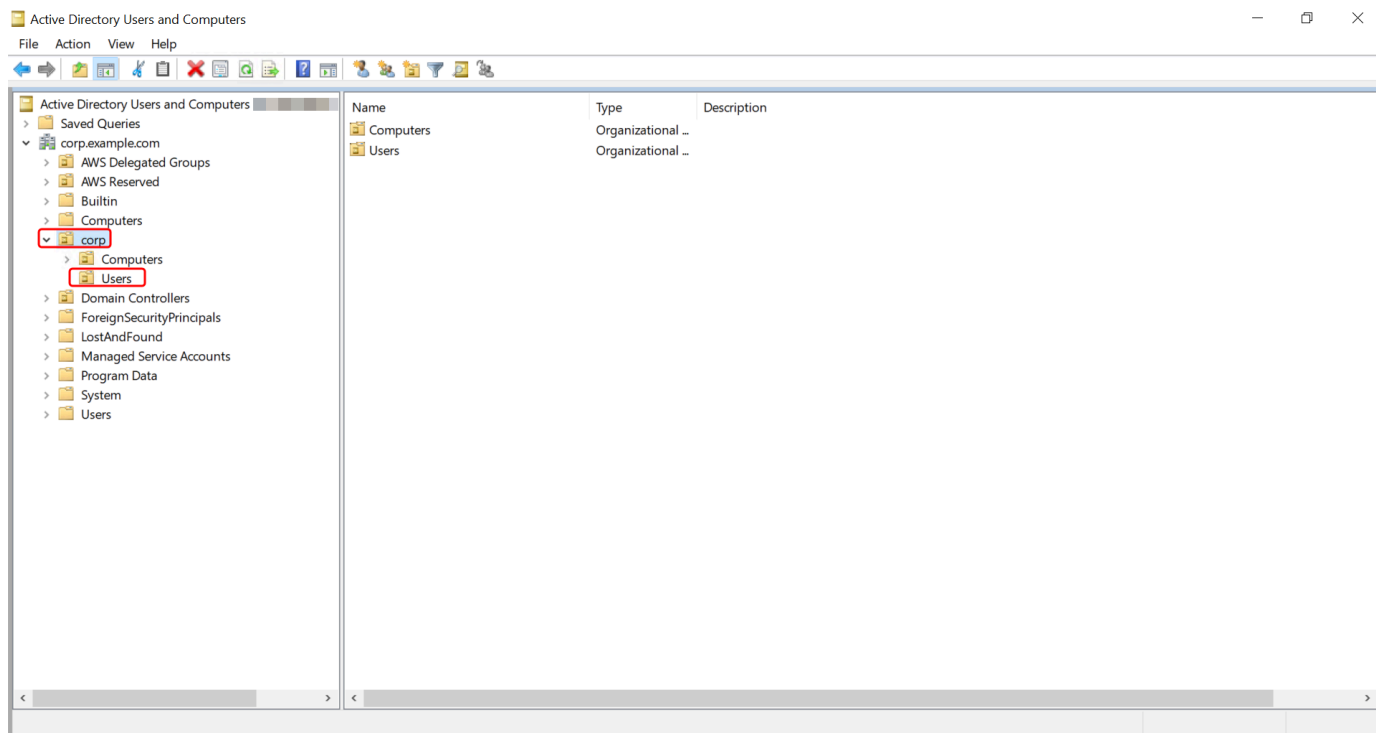 Active Directory Users and Computers
File Action View Help
Active Directory Users and Computers
Saved Queries
corp.example.com
AWS Delegated Groups
AWS Reserved
Builtin
Computers
corp
Computers
Users
Domain Controllers
ForeignSecurityPrincipals
LostAndFound
Managed Service Accounts
Program Data
System
Users
Name Type Description
Computers Organizational ...
Users Organizational ...